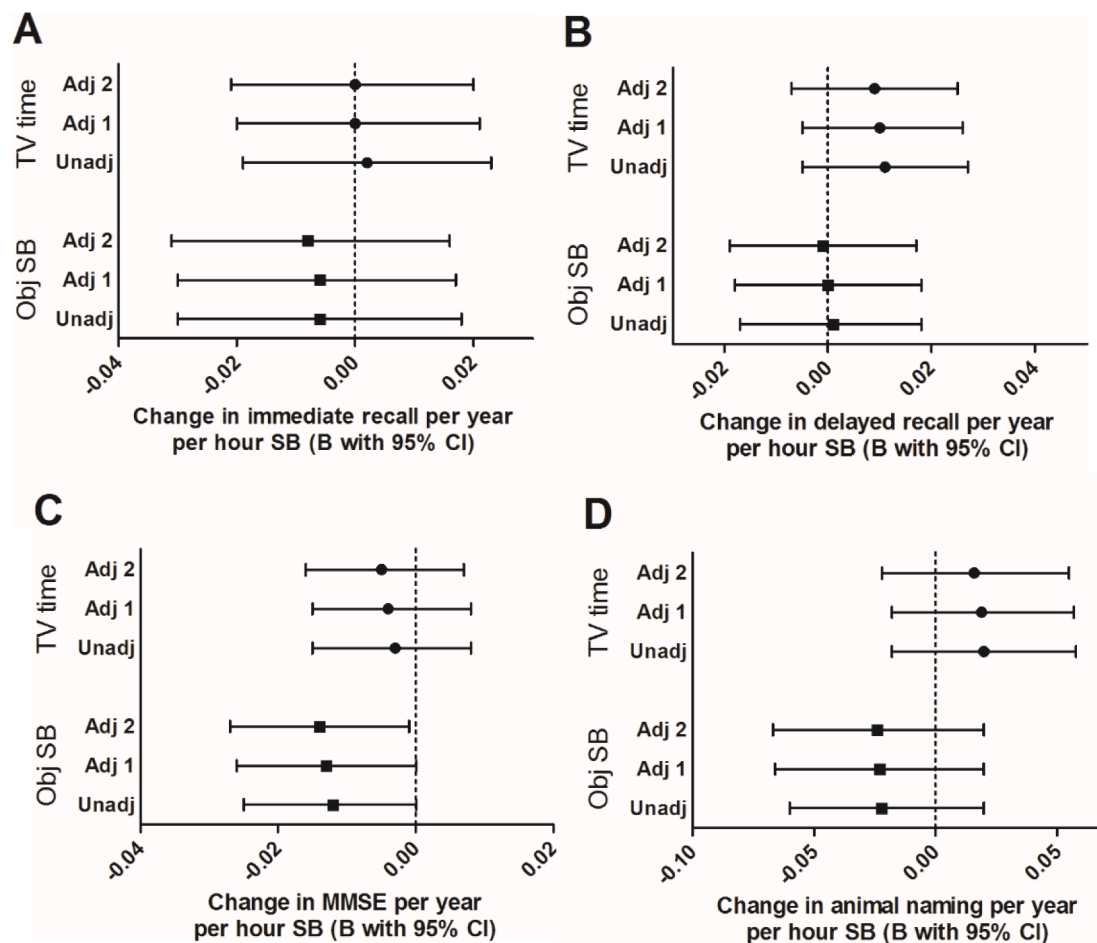 A
TV time
Adj 2
Adj 1
Unadj
Obj SB
Adj 2
Adj 1
Unadj
-0.04
-0.02
0.00
0.02
Change in immediate recall per year
per hour SB (B with 95% CI)
B
TV time
Adj 2
Adj 1
Unadj
Obj SB
Adj 2
Adj 1
Unadj
-0.02
0.00
0.02
0.04
Change in delayed recall per year
per hour SB (B with 95% CI)
C
TV time
Adj 2
Adj 1
Unadj
Obj SB
Adj 2
Adj 1
Unadj
-0.04
-0.02
0.00
0.02
Change in MMSE per year
per hour SB (B with 95% CI)
D
TV time
Adj 2
Adj 1
Unadj
Obj SB
Adj 2
Adj 1
Unadj
-0.10
-0.05
0.00
0.05
Change in animal naming per year
per hour SB (B with 95% CI)